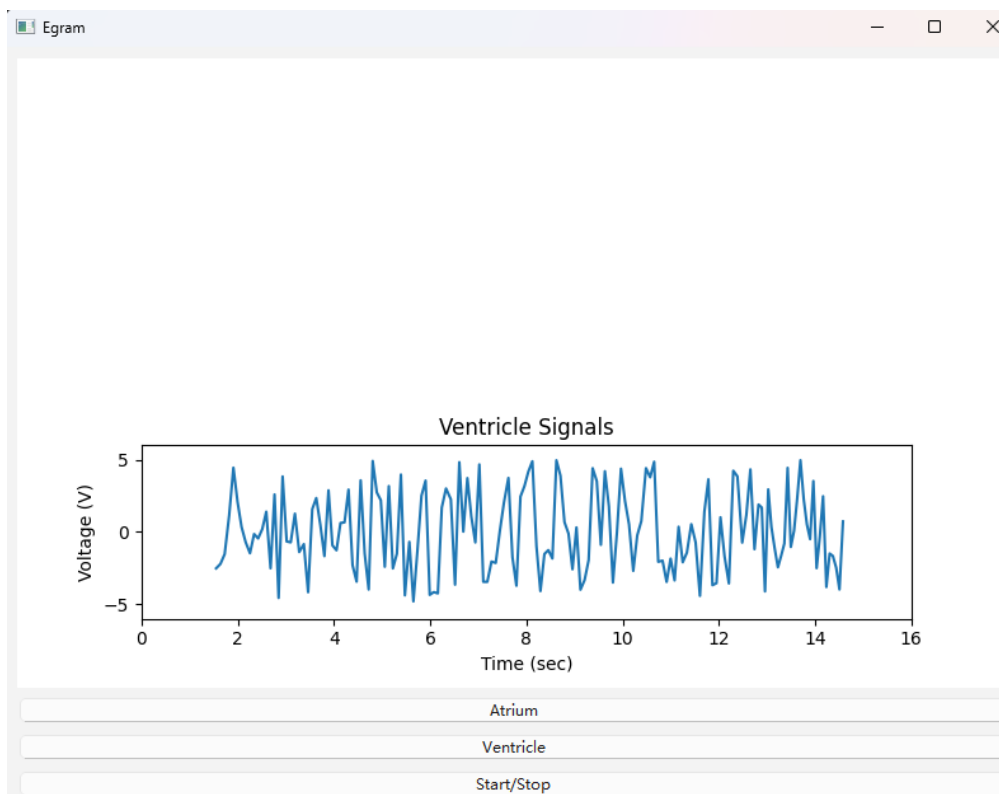 Egram
Ventricle Signals
5
0
−5
Voltage (V)
0 2 4 6 8 10 12 14 16
Time (sec)
Atrium
Ventricle
Start/Stop